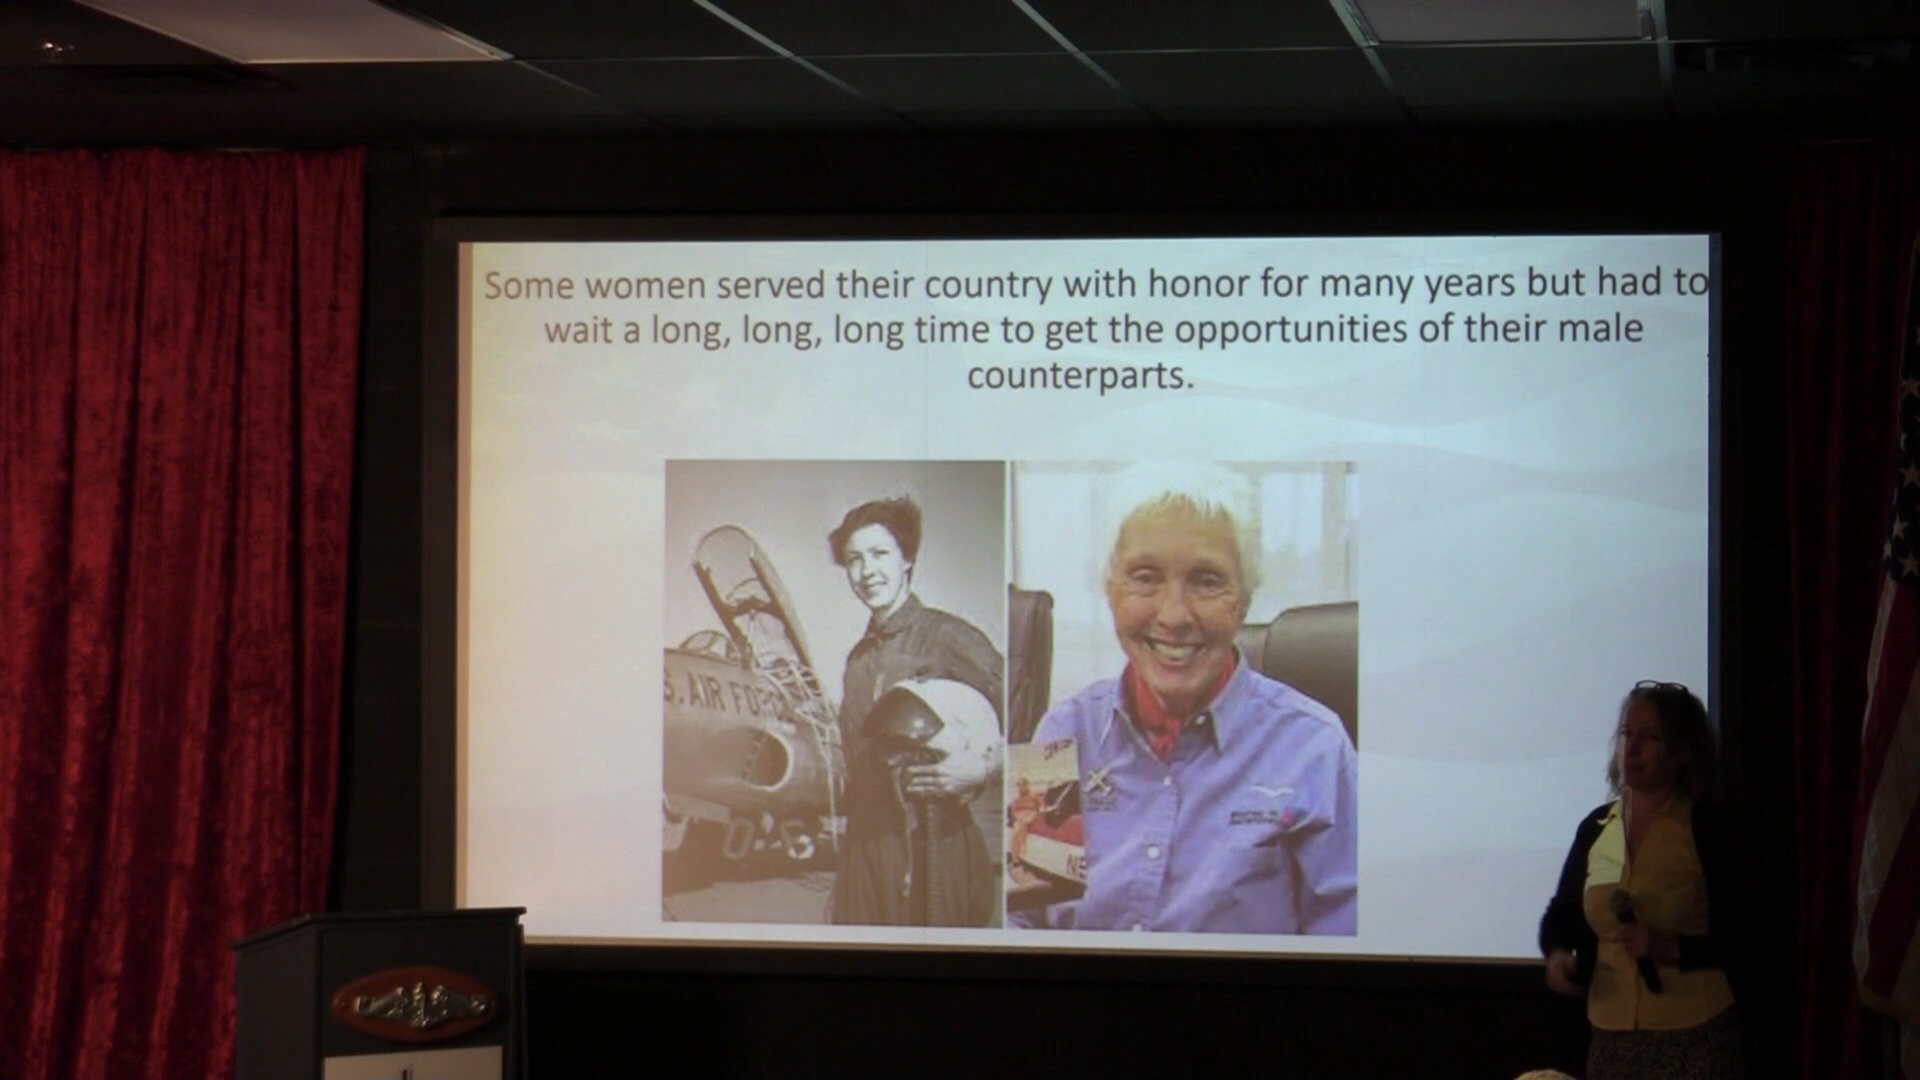 Some women served their country with honor for many years but had to
wait a long, long, long time to get the opportunities of their male
counterparts.
S. AIR FORC